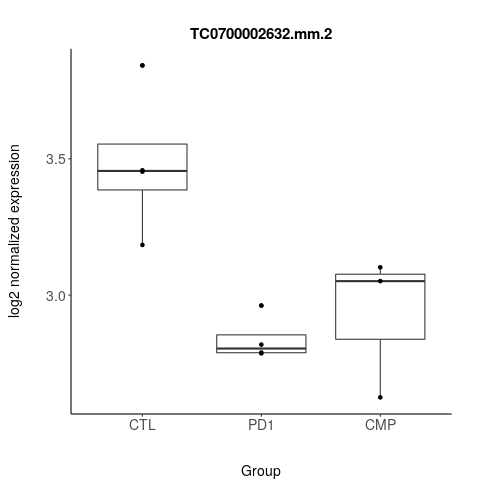 TC0700002632.mm.2
log2 normalized expression
3.5
3.0
CTL
PD1
CMP
Group